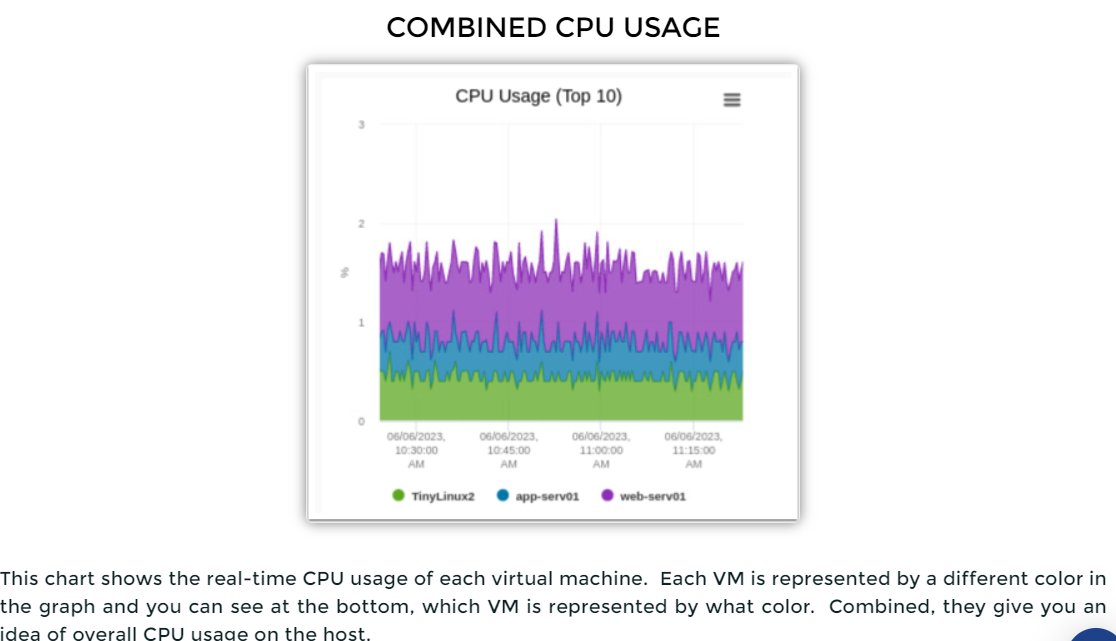 COMBINED CPU USAGE
CPU Usage (Top 10)
3
2
%
1
0
06/06/2023, 10:30:00 AM
06/06/2023, 10:45:00 AM
06/06/2023, 11:00:00 AM
06/06/2023, 11:15:00 AM
TinyLinux2 app-serv01 web-serv01
This chart shows the real-time CPU usage of each virtual machine.  Each VM is represented by a different color in
the graph and you can see at the bottom, which VM is represented by what color.  Combined, they give you an
idea of overall CPU usage on the host.